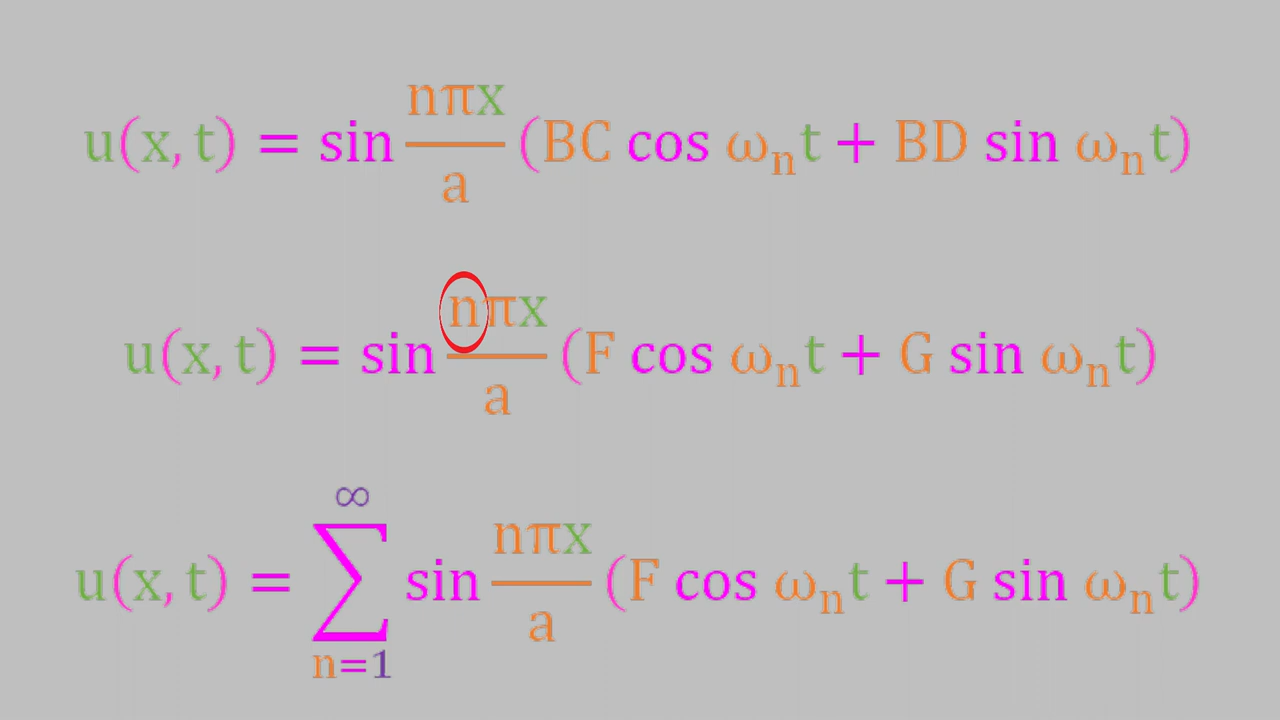 u(x, t) = sin nπx/a (BC cos ωₙt + BD sin ωₙt)
u(x, t) = sin nπx/a (F cos ωₙt + G sin ωₙt)
u(x, t) = ∑_{n=1}^{∞} sin nπx/a (F cos ωₙt + G sin ωₙt)